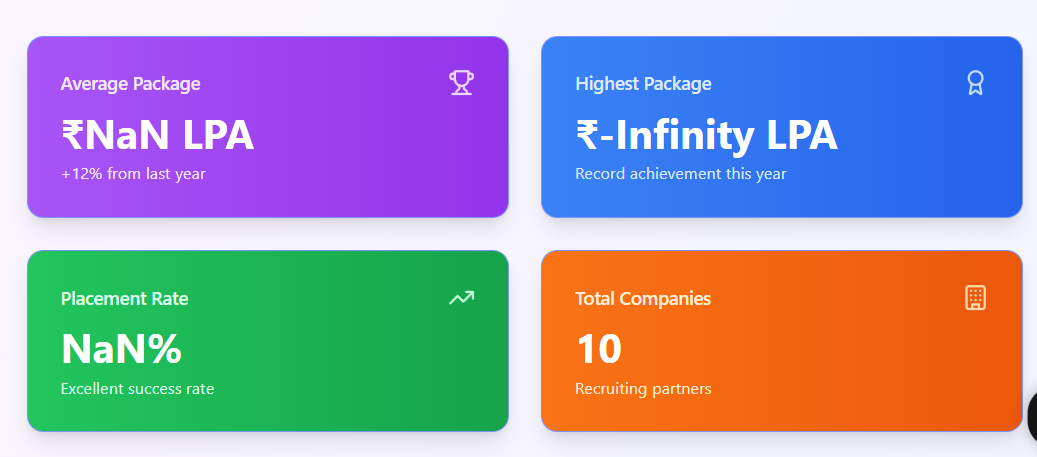 Average Package
₹NaN LPA
+12% from last year
Highest Package
₹-Infinity LPA
Record achievement this year
Placement Rate
NaN%
Excellent success rate
Total Companies
10
Recruiting partners